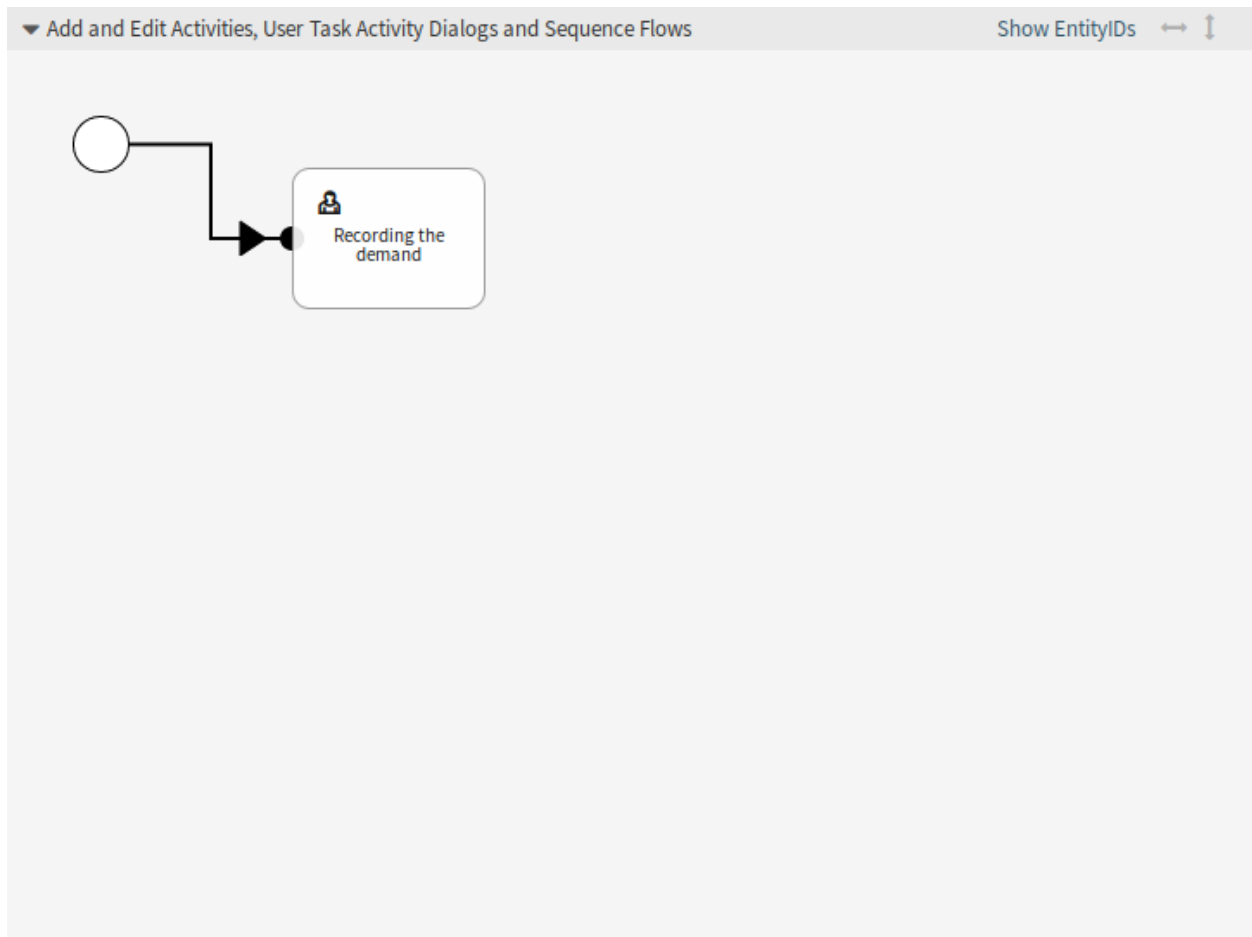 Add and Edit Activities, User Task Activity Dialogs and Sequence Flows
Show EntityIDs
Recording the
demand